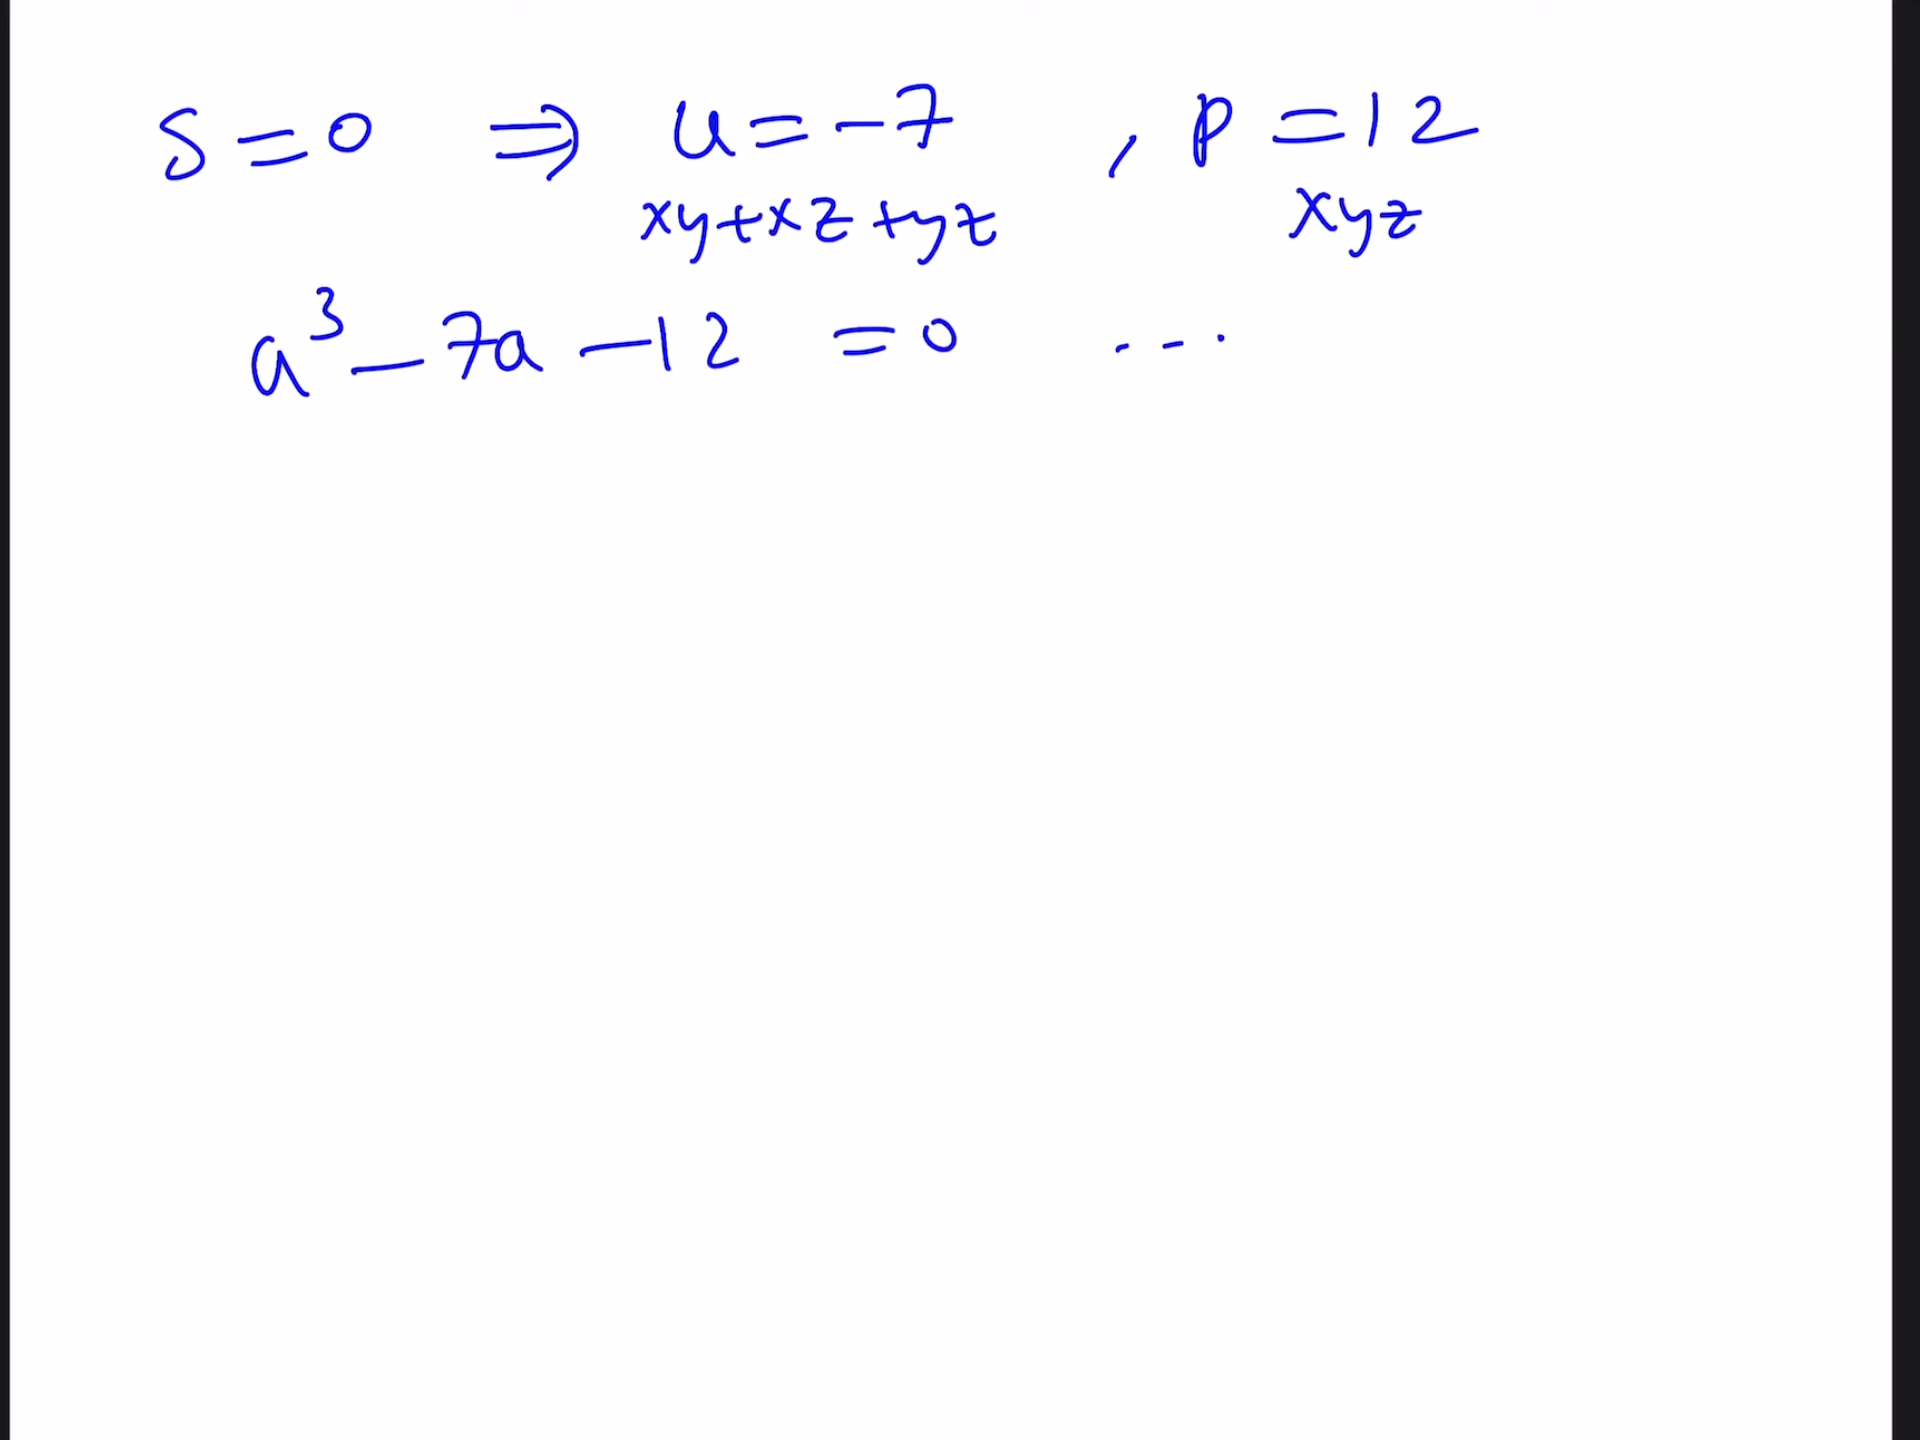 S = 0 ⇒ u = -7 , p = 12
xy+xz+yz xyz
a³ - 7a - 12 = 0 ...